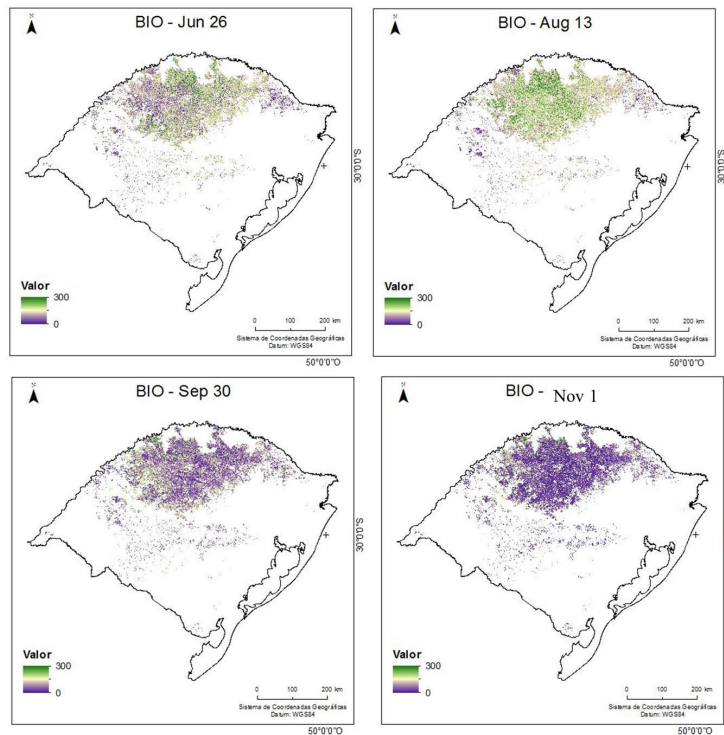 BIO - Jun 26
30°0'0"S
Valor
300
0
0 100 200 km
Sistema de Coordenadas Geográficas
Datum: WGS84
50°0'0"O
BIO - Aug 13
30°0'0"S
Valor
300
0
0 100 200 km
Sistema de Coordenadas Geográficas
Datum: WGS84
50°0'0"O
BIO - Sep 30
30°0'0"S
Valor
300
0
0 100 200 km
Sistema de Coordenadas Geográficas
Datum: WGS84
50°0'0"O
BIO - Nov 1
30°0'0"S
Valor
300
0
0 100 200 km
Sistema de Coordenadas Geográficas
Datum: WGS84
50°0'0"O